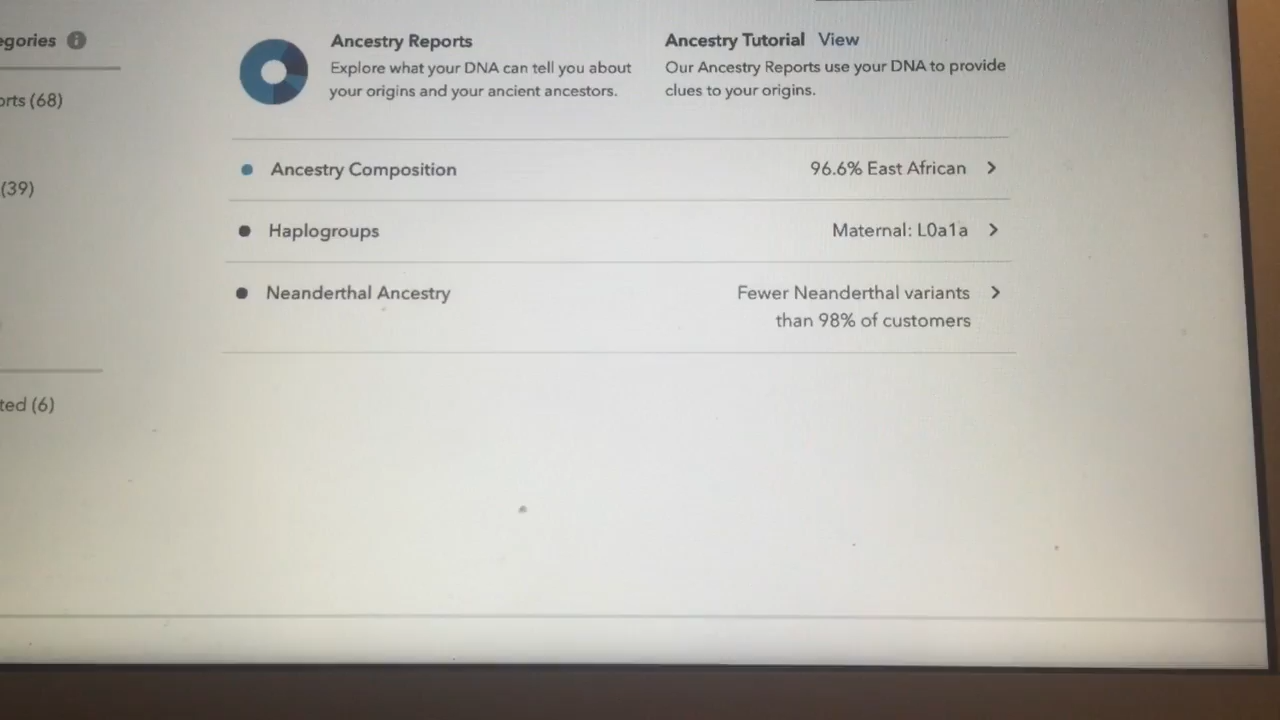 egories
orts (68)
(39)
ted (6)
Ancestry Reports
Explore what your DNA can tell you about
your origins and your ancient ancestors.
Ancestry Tutorial View
Our Ancestry Reports use your DNA to provide
clues to your origins.
Ancestry Composition 96.6% East African
Haplogroups Maternal: L0a1a
Neanderthal Ancestry Fewer Neanderthal variants
than 98% of customers